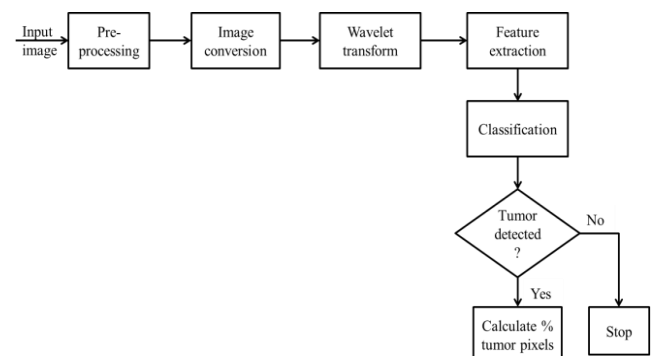 Input
image
Pre-
processing
Image
conversion
Wavelet
transform
Feature
extraction
Classification
Tumor
detected
?
No
Yes
Calculate %
tumor pixels
Stop